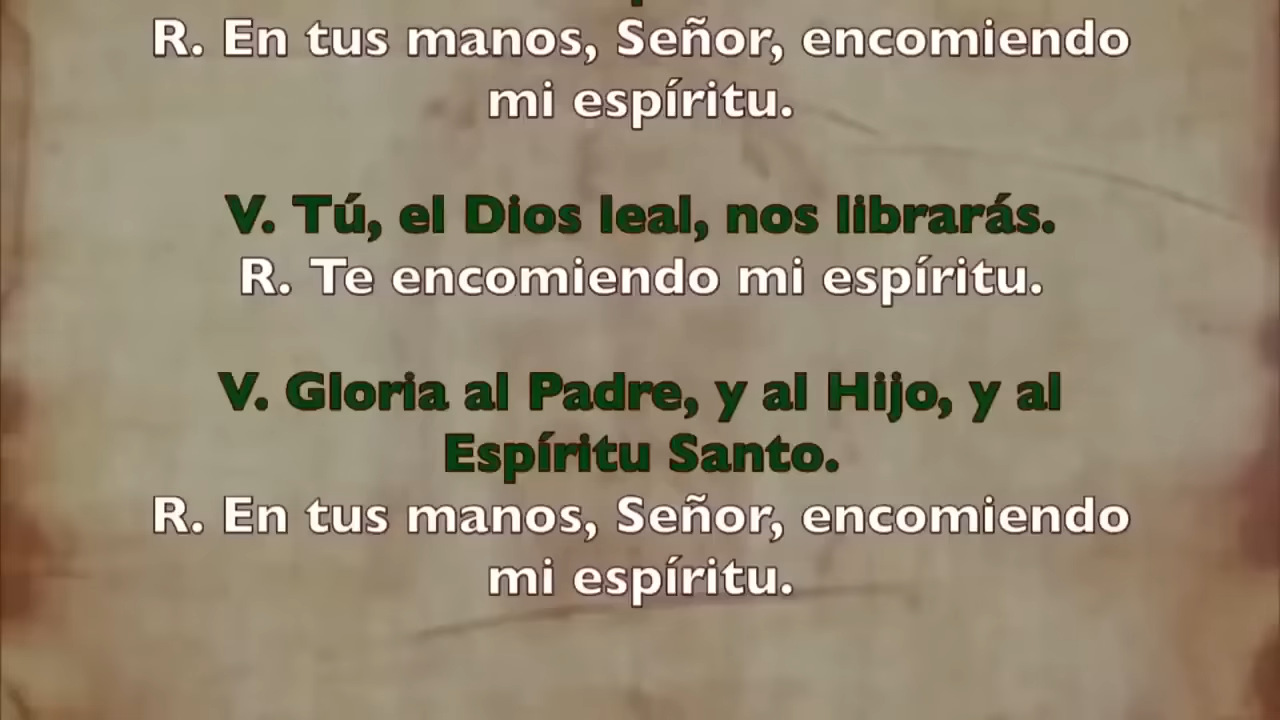 R. En tus manos, Señor, encomiendo
mi espíritu.
V. Tú, el Dios leal, nos librarás.
R. Te encomiendo mi espíritu.
V. Gloria al Padre, y al Hijo, y al
Espíritu Santo.
R. En tus manos, Señor, encomiendo
mi espíritu.